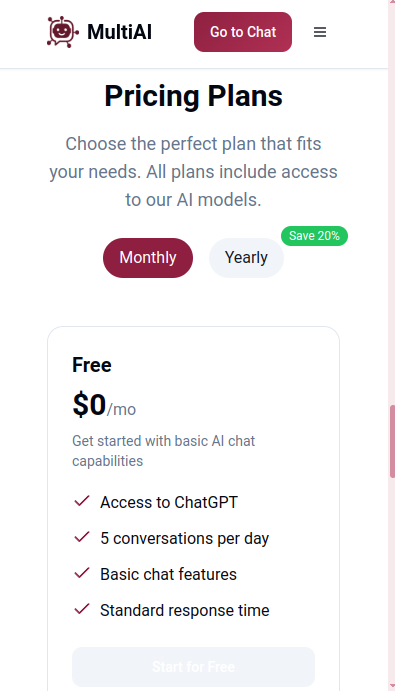 MultiAI
Go to Chat
Pricing Plans
Choose the perfect plan that fits
your needs. All plans include access
to our AI models.
Save 20%
Monthly
Yearly
Free
$0/mo
Get started with basic AI chat
capabilities
Access to ChatGPT
5 conversations per day
Basic chat features
Standard response time
Start for Free